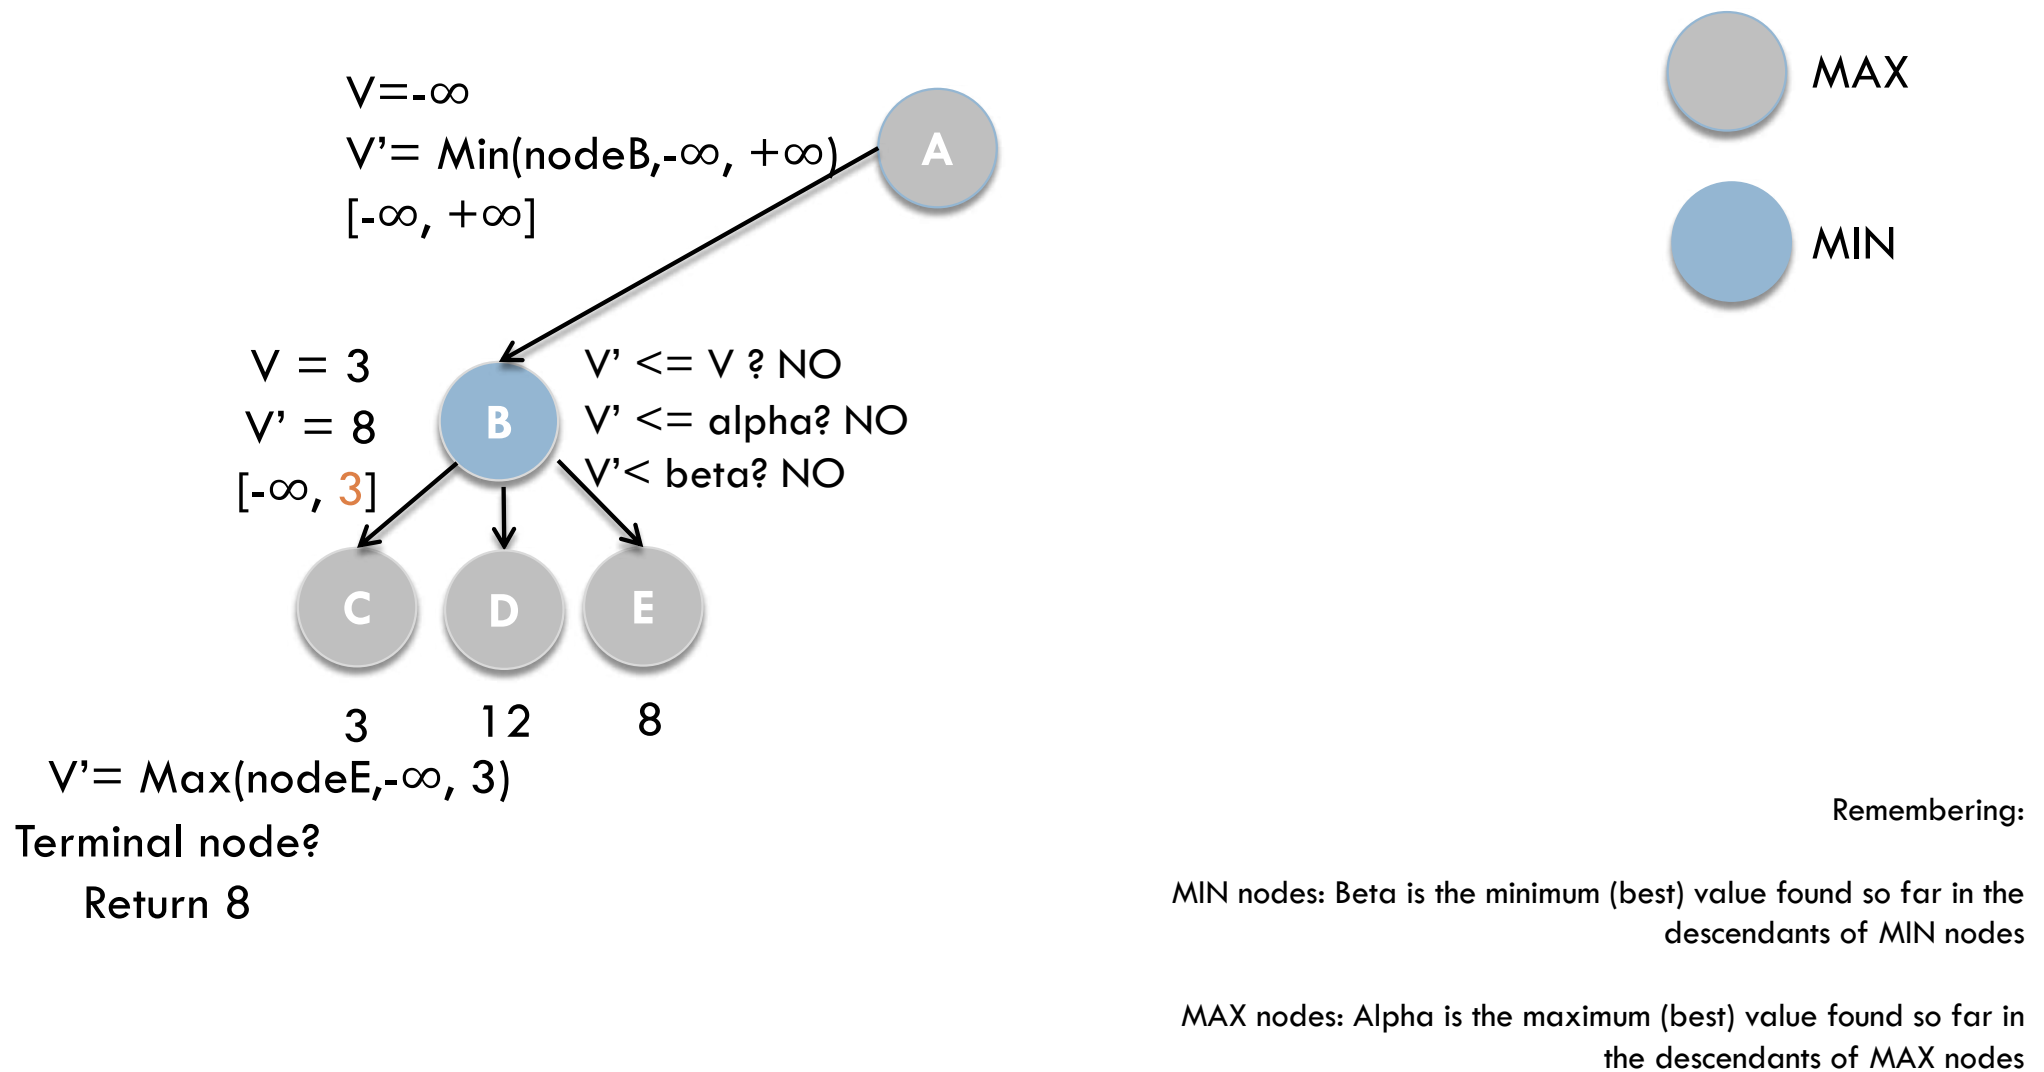 V=-∞
V’= Min(nodeB,-∞, +∞)
[-∞, +∞]
A
MAX
MIN
V = 3
V’ = 8
[-∞, 3]
B
V’ <= V ? NO
V’ <= alpha? NO
V’< beta? NO
C
D
E
3
12
8
V’= Max(nodeE,-∞, 3)
Terminal node?
Return 8
Remembering:
MIN nodes: Beta is the minimum (best) value found so far in the
descendants of MIN nodes
MAX nodes: Alpha is the maximum (best) value found so far in
the descendants of MAX nodes